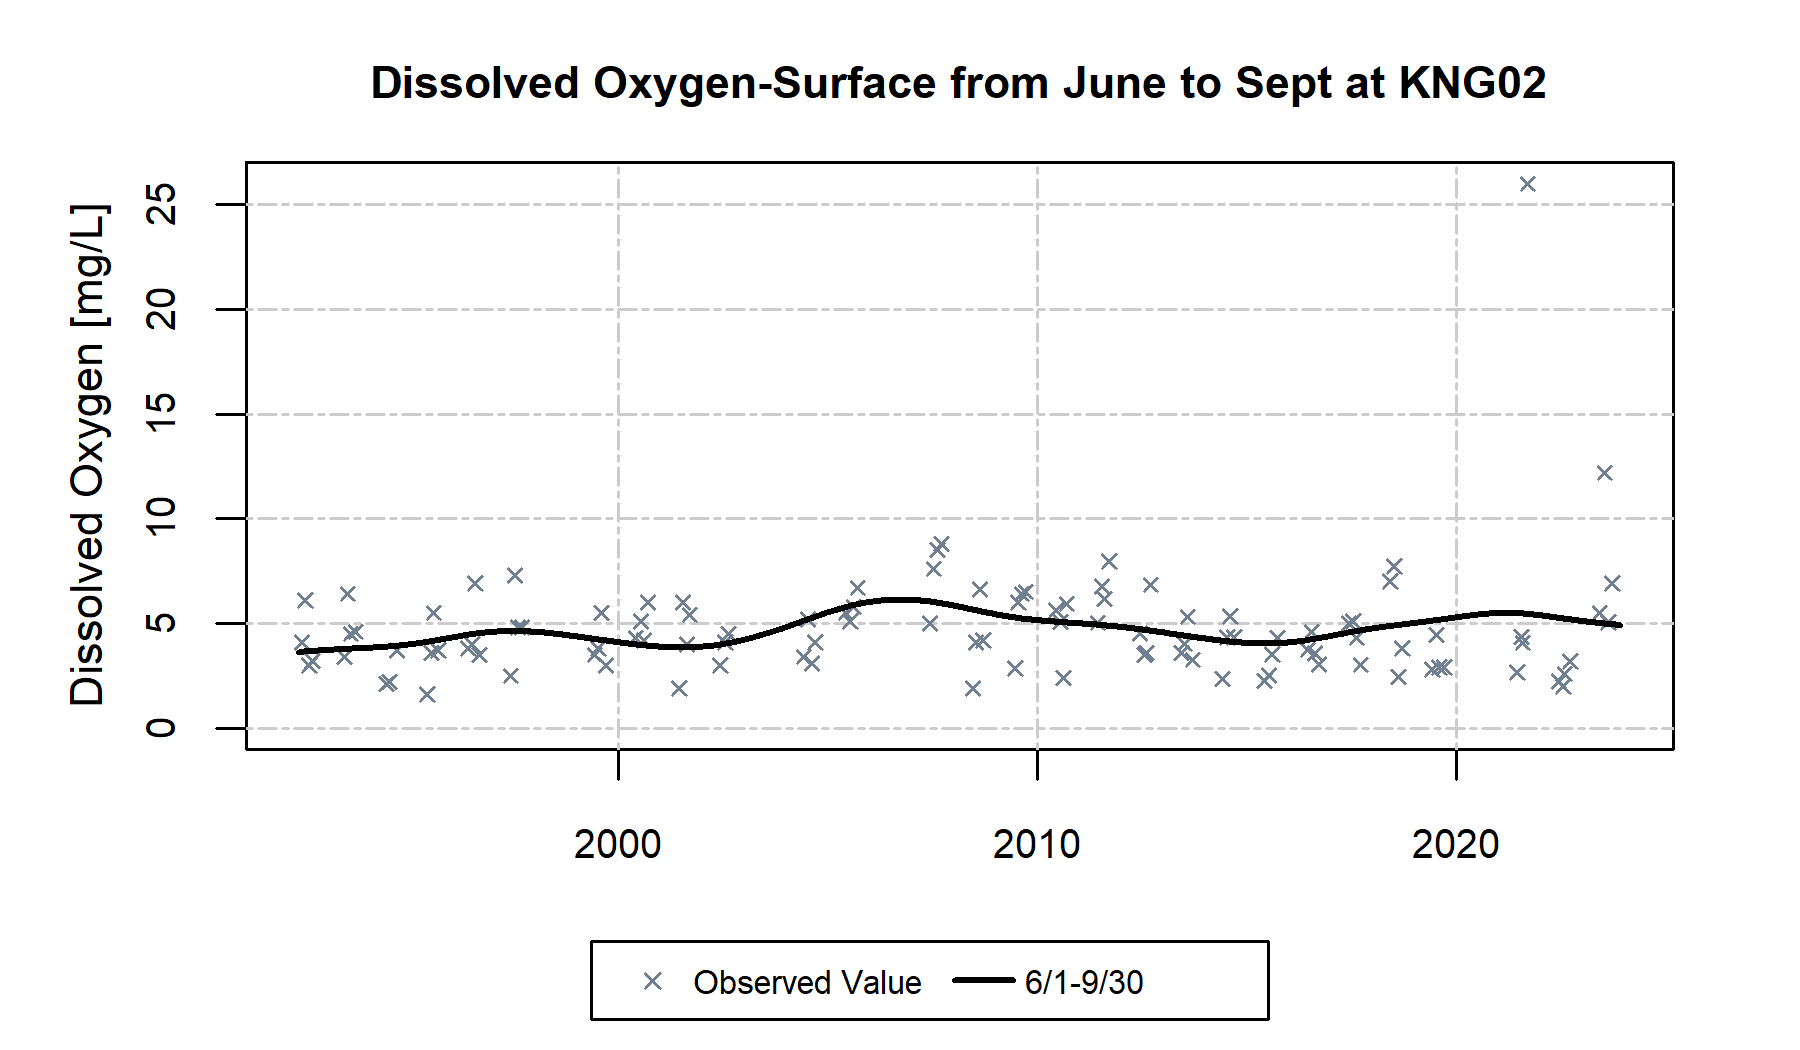 Dissolved Oxygen-Surface from June to Sept at KNG02
Dissolved Oxygen [mg/L]
25
20
15
10
5
0
2000 2010 2020
Observed Value 6/1-9/30